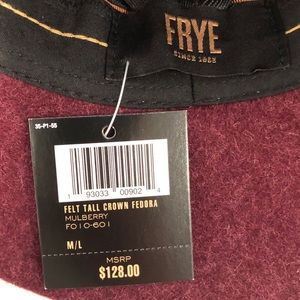 FRYE
SINCE 1863
35-P1-66
1 93033 00902 4
FELT TALL CROWN FEDORA
MULBERRY
F010-601
M/L
MSRP
$128.00